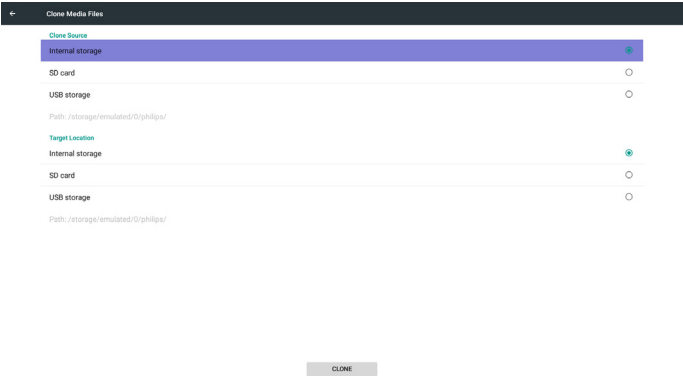 Clone Media Files
Clone Source
Internal storage
SD card
USB storage
Path: /storage/emulated/0/philips/
Target Location
Internal storage
SD card
USB storage
Path: /storage/emulated/0/philips/
CLONE